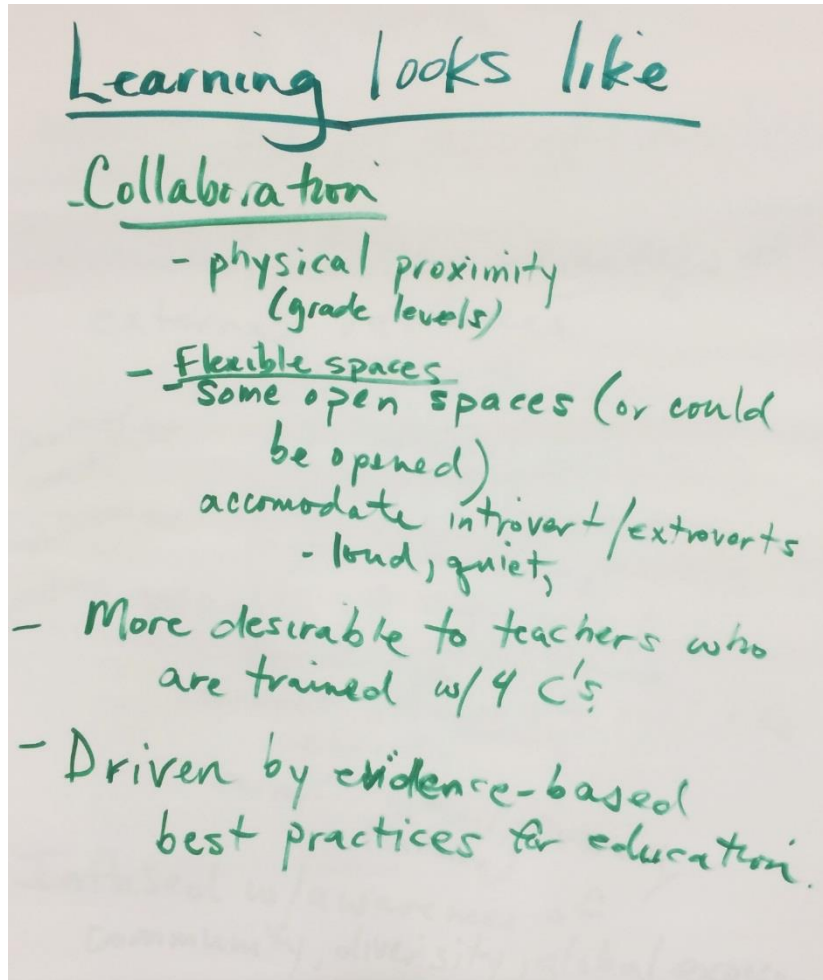 Learning looks like
- Collaboration
- physical proximity
(grade levels)
- Flexible spaces
- Some open spaces (or could
be opened)
accomodate introvert/extroverts
- loud, quiet,
- More desirable to teachers who
are trained w/ 4 C's
- Driven by evidence-based
best practices for education.